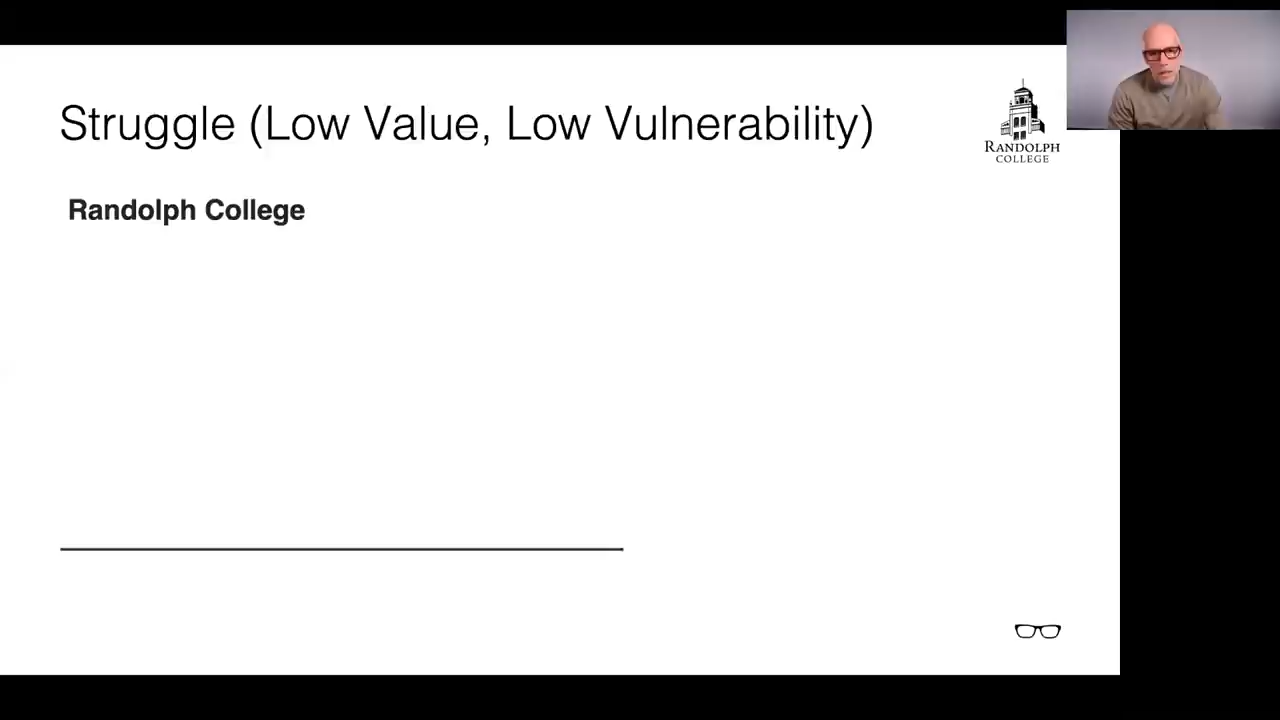 Struggle (Low Value, Low Vulnerability)
RANDOLPH
COLLEGE
Randolph College